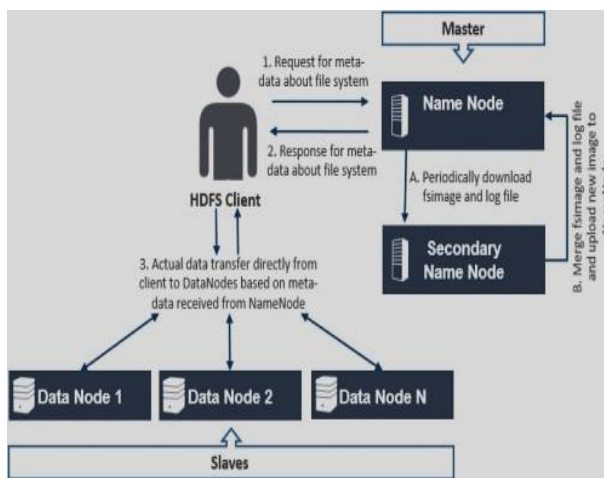 Master
1. Request for meta-
data about file system
Name Node
2. Response for meta-
data about file system
HDFS Client
A. Periodically download
fsimage and log file
B. Merge fsimage and log file
and upload new image to
Secondary
Name Node
3. Actual data transfer directly from
client to DataNodes based on meta-
data received from NameNode
Data Node 1
Data Node 2
Data Node N
Slaves